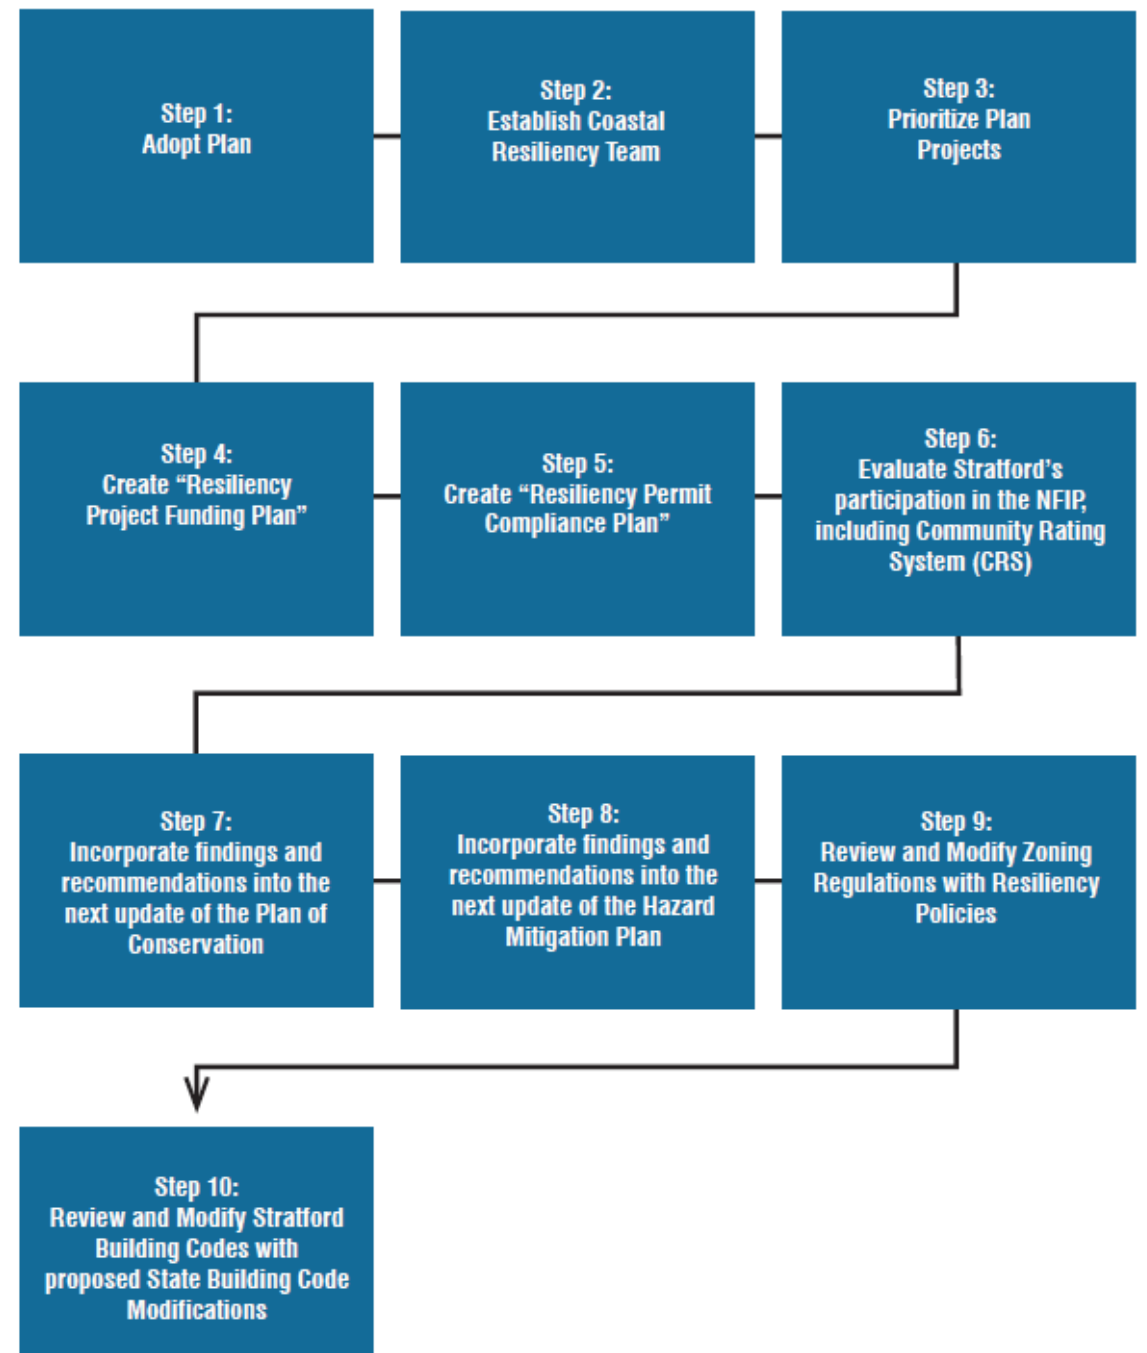 Step 1:
Adopt Plan
Step 2:
Establish Coastal
Resiliency Team
Step 3:
Prioritize Plan
Projects
Step 4:
Create “Resiliency
Project Funding Plan”
Step 5:
Create “Resiliency Permit
Compliance Plan”
Step 6:
Evaluate Stratford’s
participation in the NFIP,
including Community Rating
System (CRS)
Step 7:
Incorporate findings and
recommendations into the
next update of the Plan of
Conservation
Step 8:
Incorporate findings and
recommendations into the
next update of the Hazard
Mitigation Plan
Step 9:
Review and Modify Zoning
Regulations with Resiliency
Policies
Step 10:
Review and Modify Stratford
Building Codes with
proposed State Building Code
Modifications